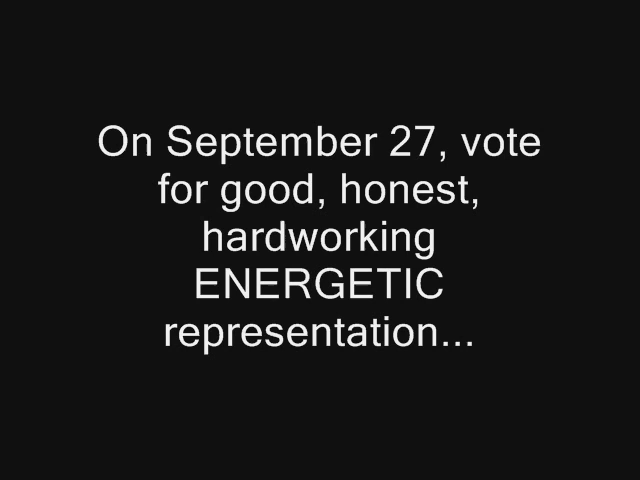 On September 27, vote
for good, honest,
hardworking
ENERGETIC
representation...